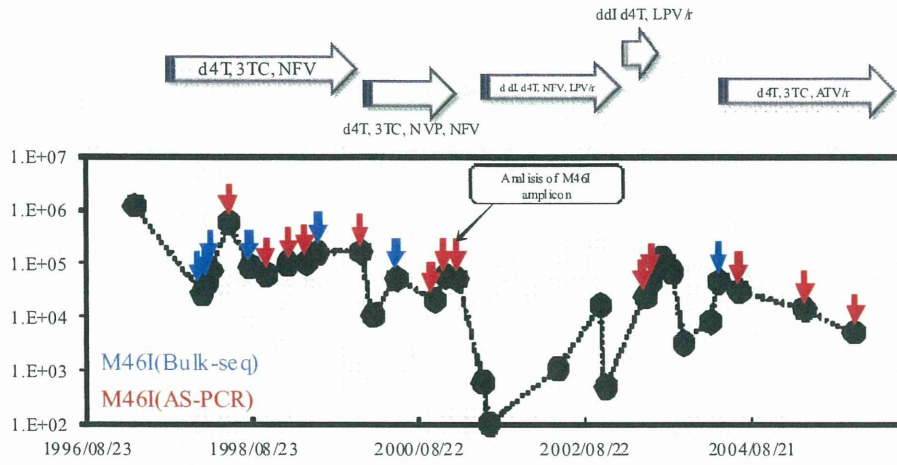 ddI d4T, LPV/r
d4T, 3TC, NFV
d dI, d4T, NFV, LPV/r
d4T, 3TC, ATV/r
d4T, 3TC, NVP, NFV
1.E+07
Analisis of M46I
amplicon
1.E+06
1.E+05
1.E+04
1.E+03
M46I(Bulk-seq)
M46I(AS-PCR)
1.E+02
1996/08/23
1998/08/23
2000/08/22
2002/08/22
2004/08/21